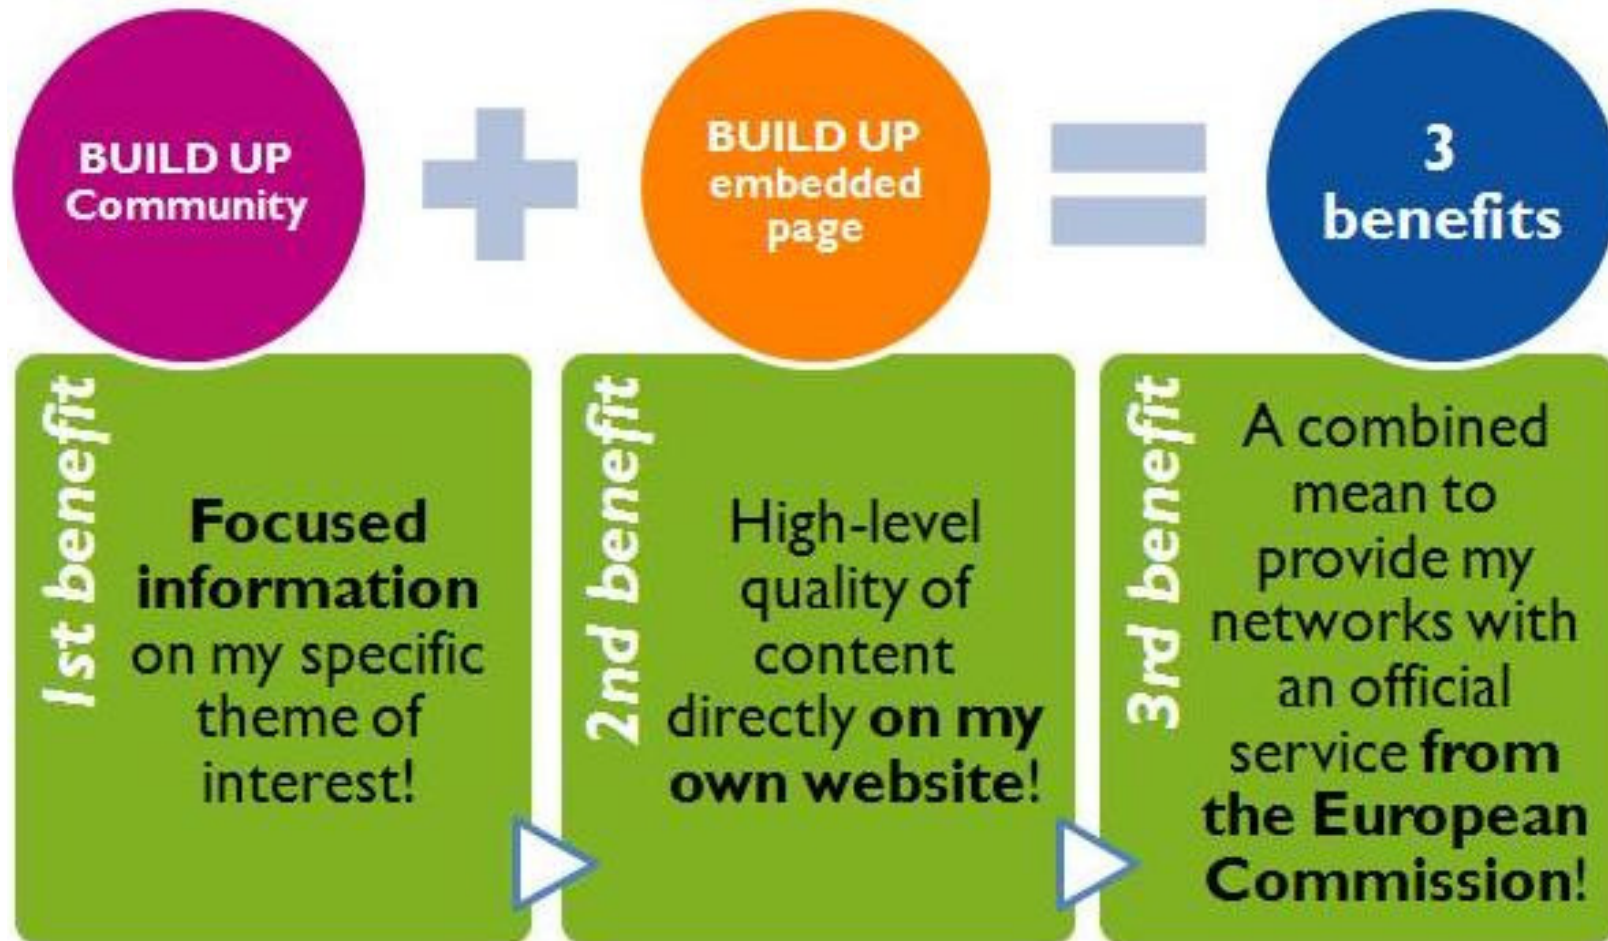 BUILD UP
Community
BUILD UP
embedded
page
3
benefits
1st benefit
Focused
information
on my specific
theme of
interest!
2nd benefit
High-level
quality of
content
directly on my
own website!
3rd benefit
A combined
mean to
provide my
networks with
an official
service from
the European
Commission!